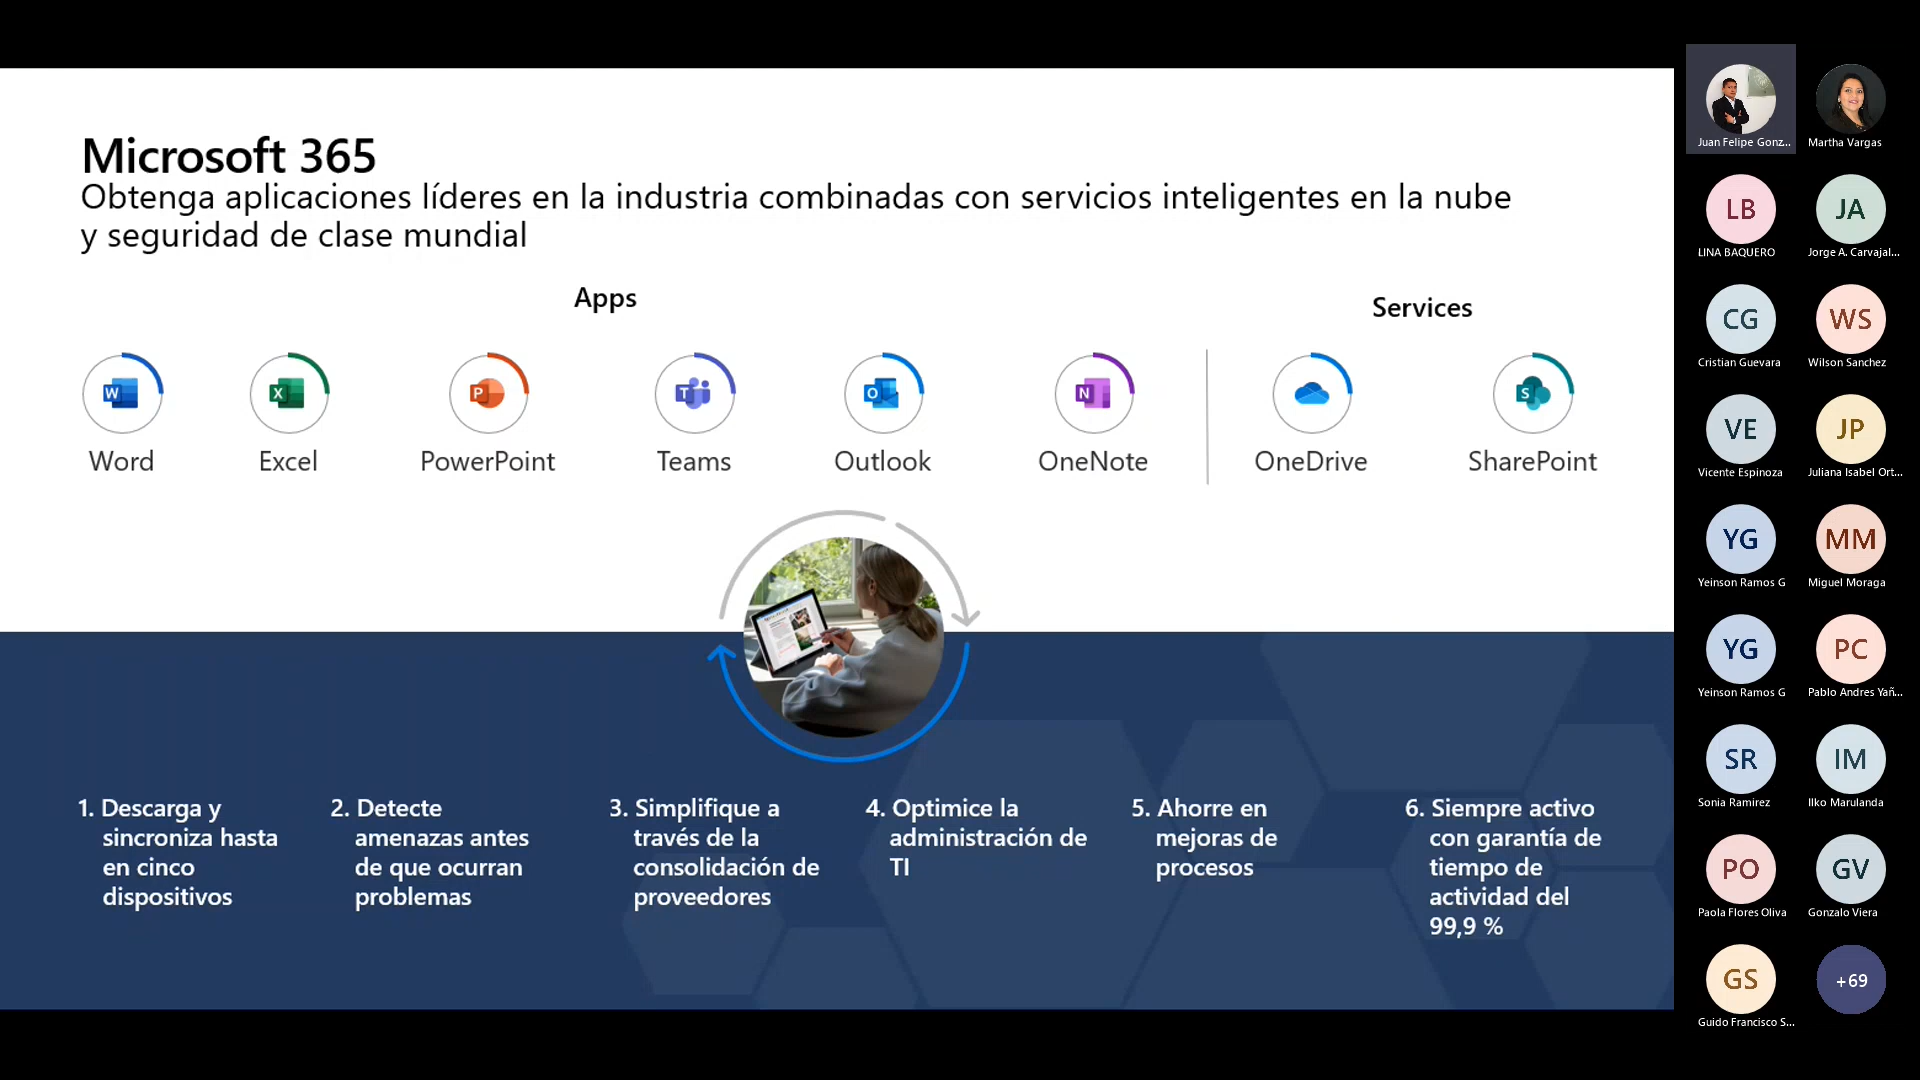 Microsoft 365
Obtenga aplicaciones líderes en la industria combinadas con servicios inteligentes en la nube
y seguridad de clase mundial
Apps
Services
Word
Excel
PowerPoint
Teams
Outlook
OneNote
OneDrive
SharePoint
1. Descarga y
sincroniza hasta
en cinco
dispositivos
2. Detecte
amenazas antes
de que ocurran
problemas
3. Simplifique a
través de la
consolidación de
proveedores
4. Optimice la
administración de
TI
5. Ahorre en
mejoras de
procesos
6. Siempre activo
con garantía de
tiempo de
actividad del
99,9 %
Juan Felipe Gonz...
Martha Vargas
LB
LINA BAQUERO
JA
Jorge A. Carvajal...
CG
Cristian Guevara
WS
Wilson Sanchez
VE
Vicente Espinoza
JP
Juliana Isabel Ort...
YG
Yeinson Ramos G
MM
Miguel Moraga
YG
Yeinson Ramos G
PC
Pablo Andres Yañ...
SR
Sonia Ramirez
IM
Ilko Marulanda
PO
Paola Flores Oliva
GV
Gonzalo Viera
GS
Guido Francisco S...
+69